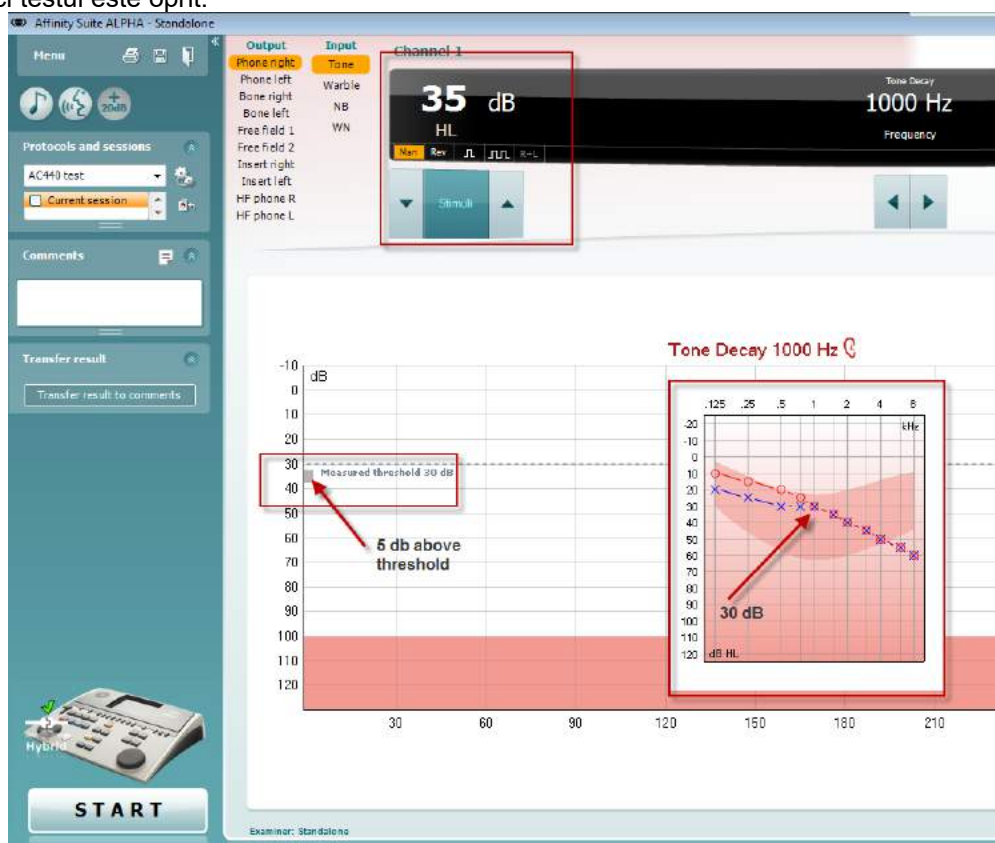 ci testul este oprit.
Affinity Suite ALPHA - Standalone
Menu
20dB
Protocols and sessions
AC440 test
Current session
Comments
Transfer result
Transfer result to comments
Hybrid
START
Output
Phone right
Phone left
Bone right
Bone left
Free field 1
Free field 2
Insert right
Insert left
HF phone R
HF phone L
Input
Tone
Warble
NB
WN
Channel 1
35 dB
HL
Man Rev R+L
Stimuli
Tone Decay
1000 Hz
Frequency
Tone Decay 1000 Hz
-10
dB
0
10
20
30
Measured threshold 30 dB
40
50
60
70
80
90
100
110
120
5 db above
threshold
30 60 90 120 150 180 210
.125 .25 .5 1 2 4 8
kHz
-20
-10
0
10
20
30
40
50
60
70
80
90
100
110
120
dB HL
30 dB
Examiner: Standalone